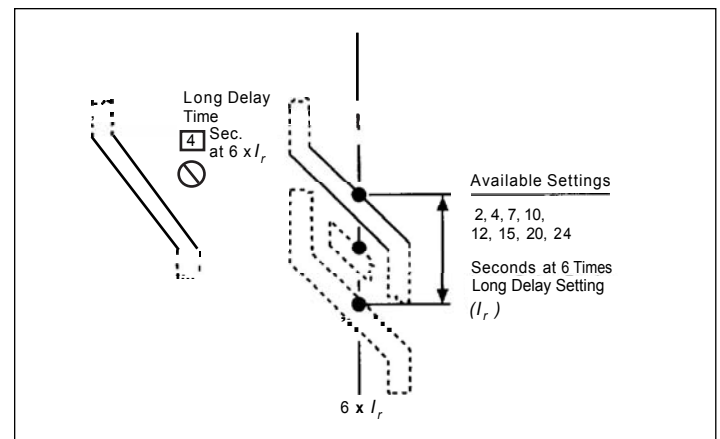 Long Delay
Time
4 Sec.
at 6 x Ir
Available Settings
2, 4, 7, 10,
12, 15, 20, 24
Seconds at 6 Times
Long Delay Setting
(Ir )
6 x Ir